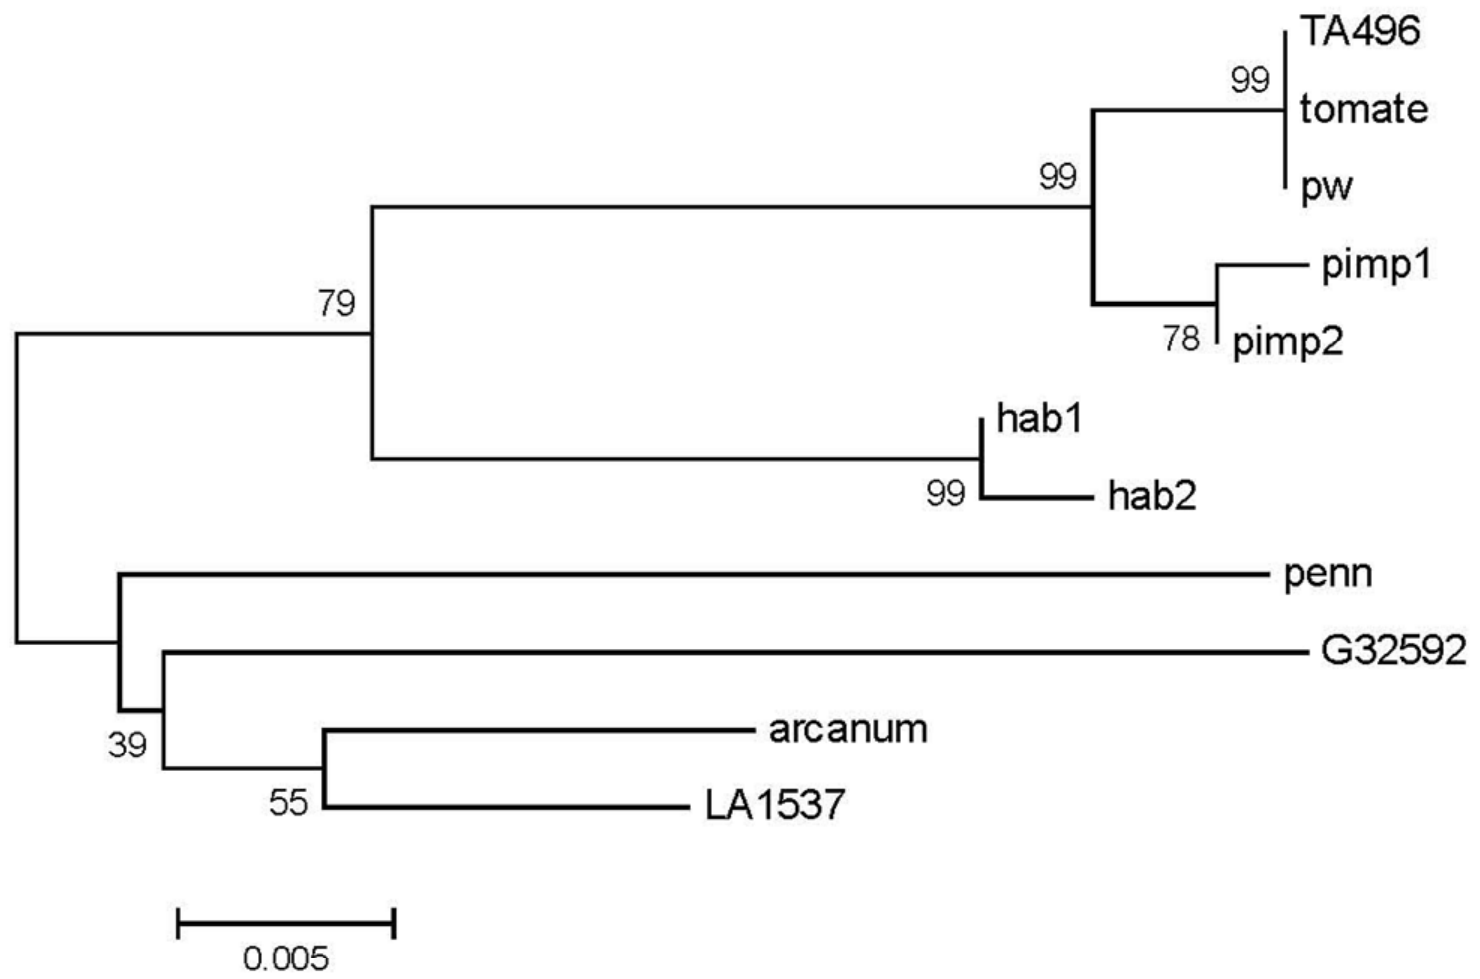 TA496
99
tomate
99
pw
pimp1
79
78
pimp2
hab1
99
hab2
penn
G32592
arcanum
39
55
LA1537
0.005